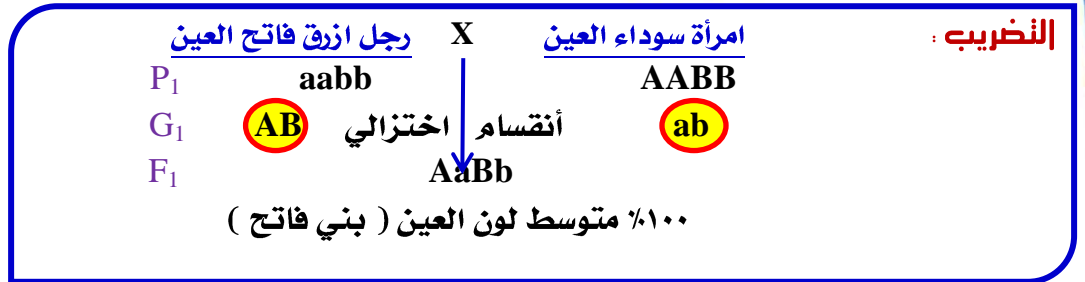 التضريب :
امرأة سوداء العين X رجل ازرق فاتح العين
P1 aabb AABB
G1 AB أنقسام اختزالي ab
F1 AaBb
١٠٠٪ متوسط لون العين ( بني فاتح )